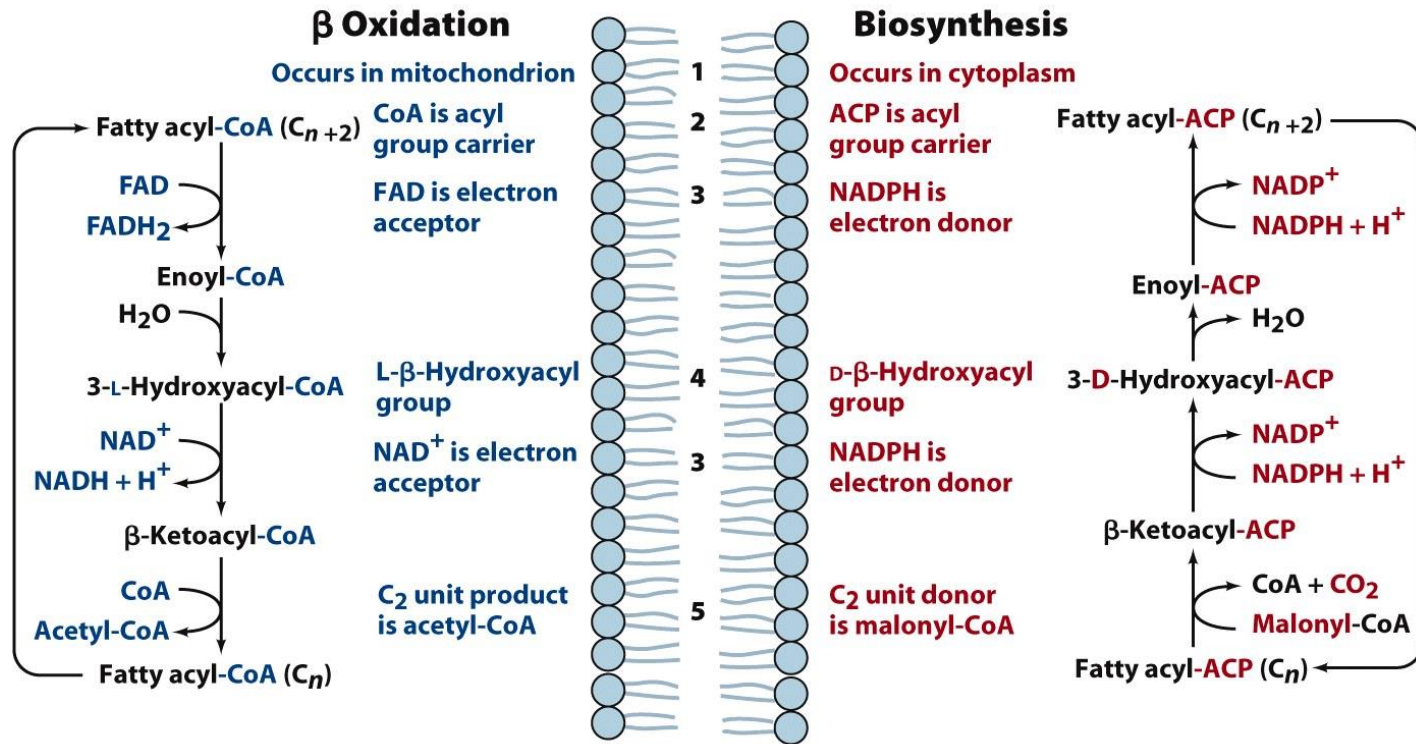 β Oxidation
Occurs in mitochondrion
Fatty acyl-CoA (Cn+2)
CoA is acyl
group carrier
FAD
FADH2
FAD is electron
acceptor
Enoyl-CoA
H2O
3-L-Hydroxyacyl-CoA
L-β-Hydroxyacyl
group
NAD+
NADH + H+
NAD+ is electron
acceptor
β-Ketoacyl-CoA
CoA
Acetyl-CoA
C2 unit product
is acetyl-CoA
Fatty acyl-CoA (Cn)
1
2
3
4
3
5
Biosynthesis
Occurs in cytoplasm
ACP is acyl
group carrier
Fatty acyl-ACP (Cn+2)
NADPH is
electron donor
NADP+
NADPH + H+
Enoyl-ACP
H2O
D-β-Hydroxyacyl
group
3-D-Hydroxyacyl-ACP
NADPH is
electron donor
NADP+
NADPH + H+
β-Ketoacyl-ACP
C2 unit donor
is malonyl-CoA
CoA + CO2
Malonyl-CoA
Fatty acyl-ACP (Cn)